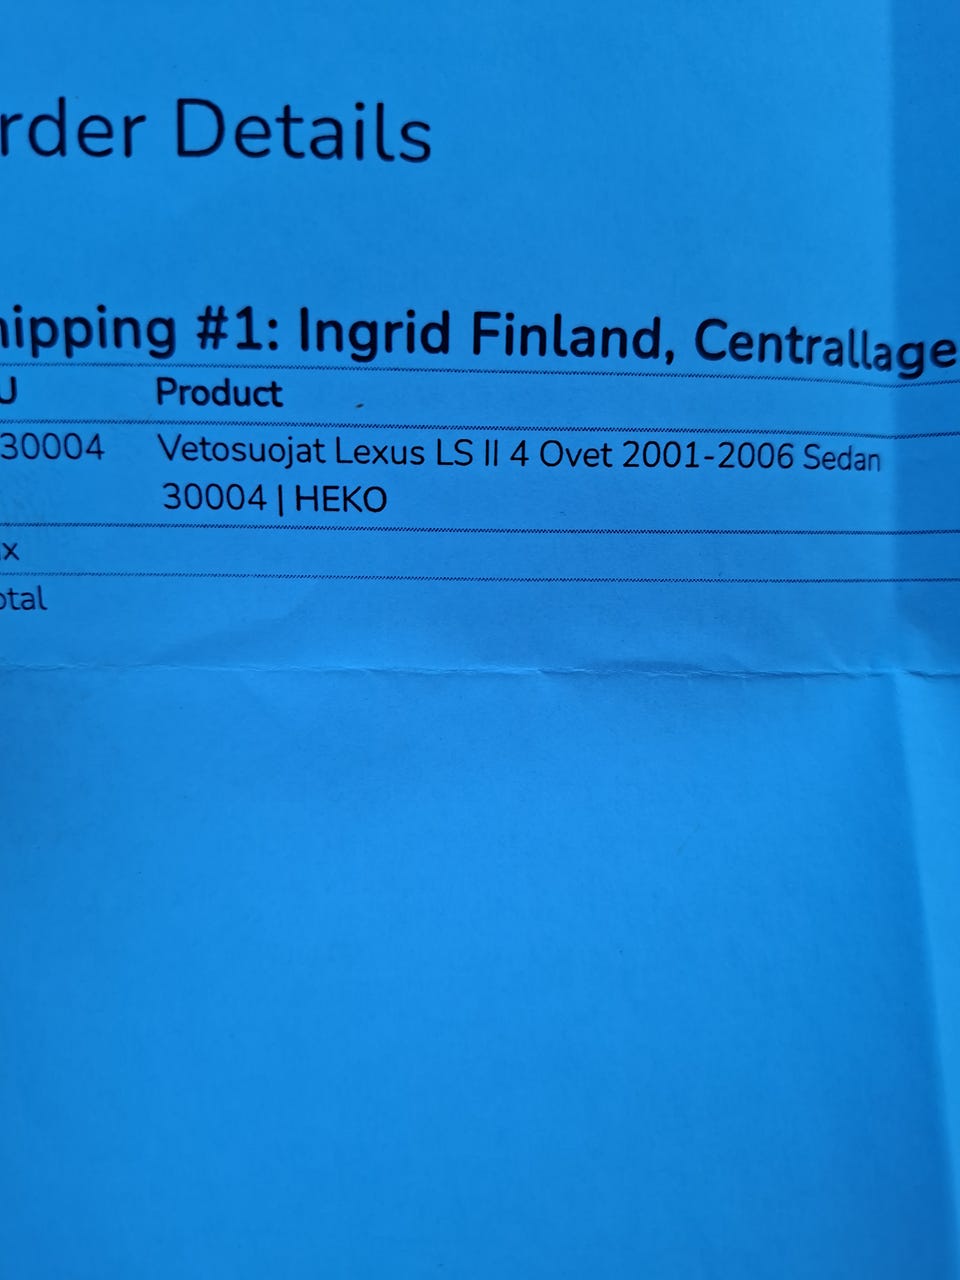 rder Details
hipping #1: Ingrid Finland, Centrallage
U Product
30004 Vetosuojat Lexus LS II 4 Ovet 2001-2006 Sedan
30004 | HEKO
x
otal